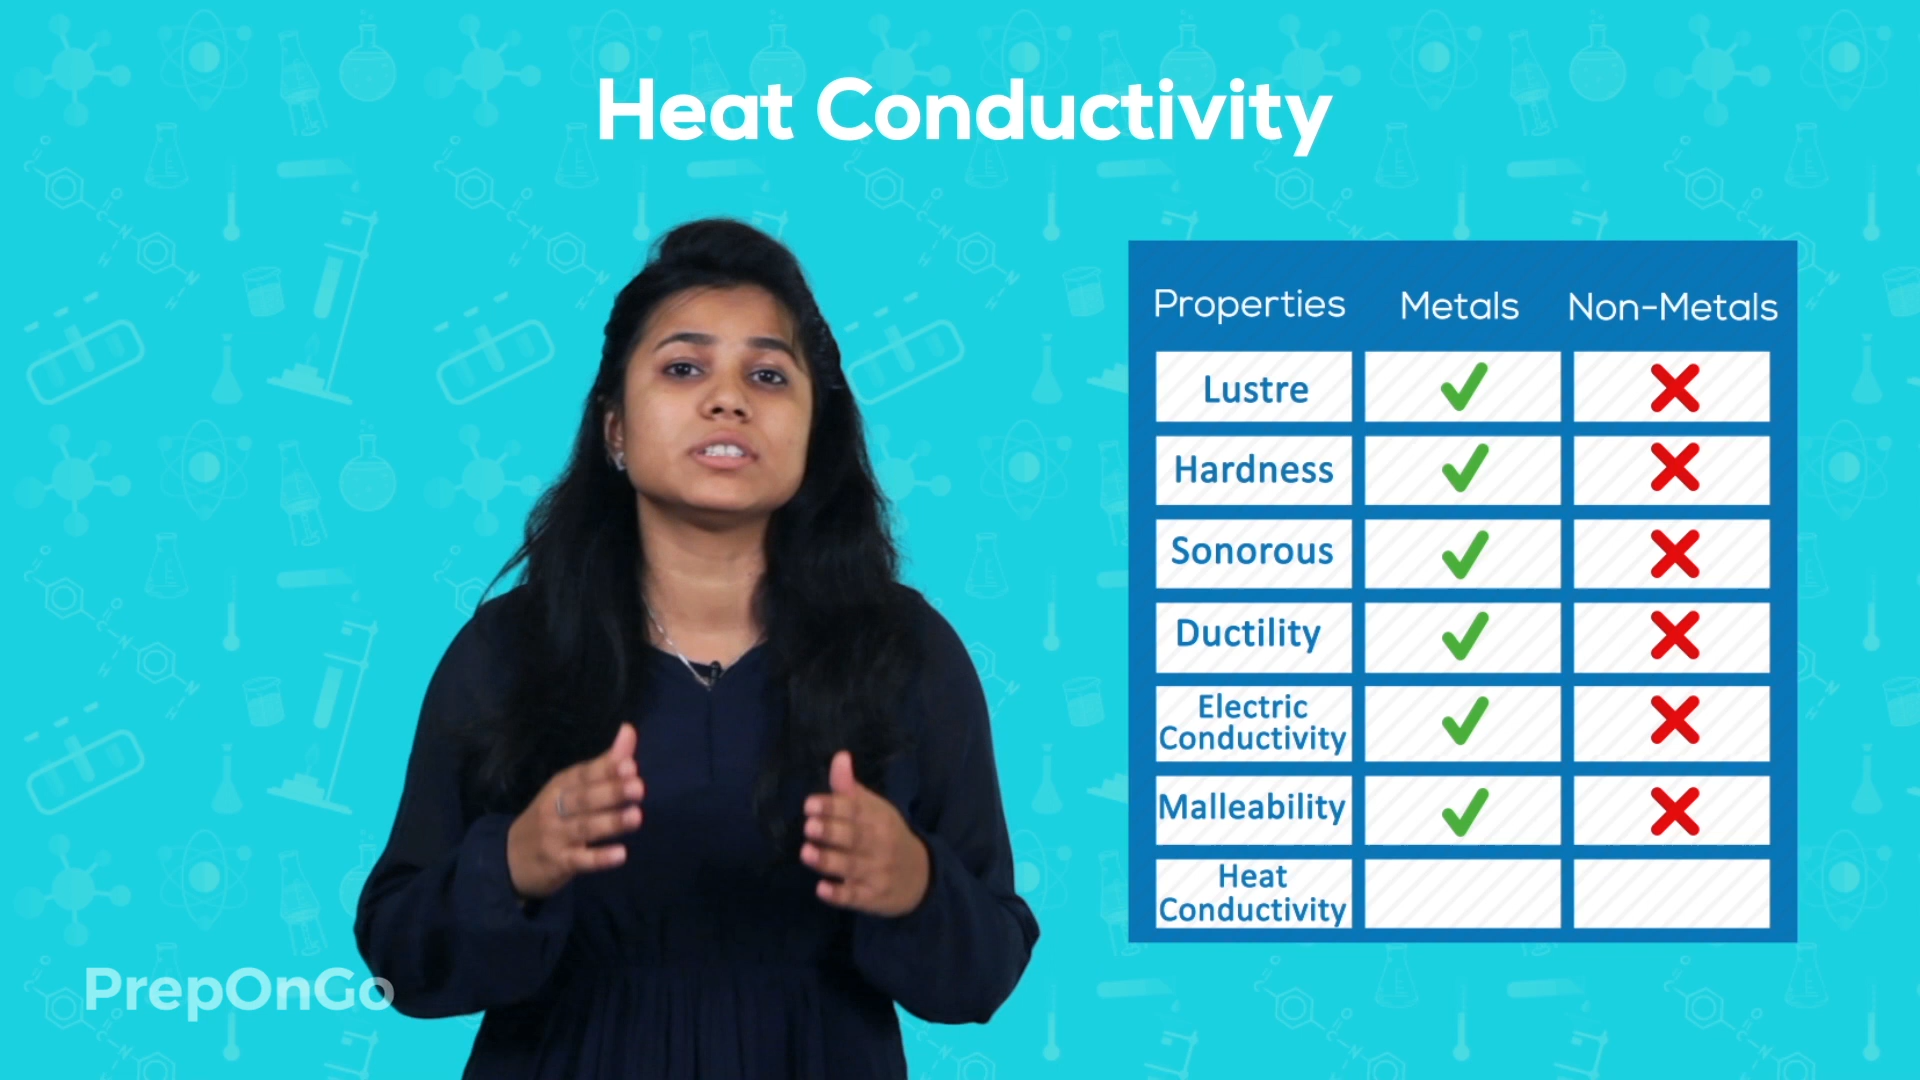 Heat Conductivity
Properties Metals Non-Metals
Lustre
Hardness
Sonorous
Ductility
Electric
Conductivity
Malleability
Heat
Conductivity
PrepOnGo